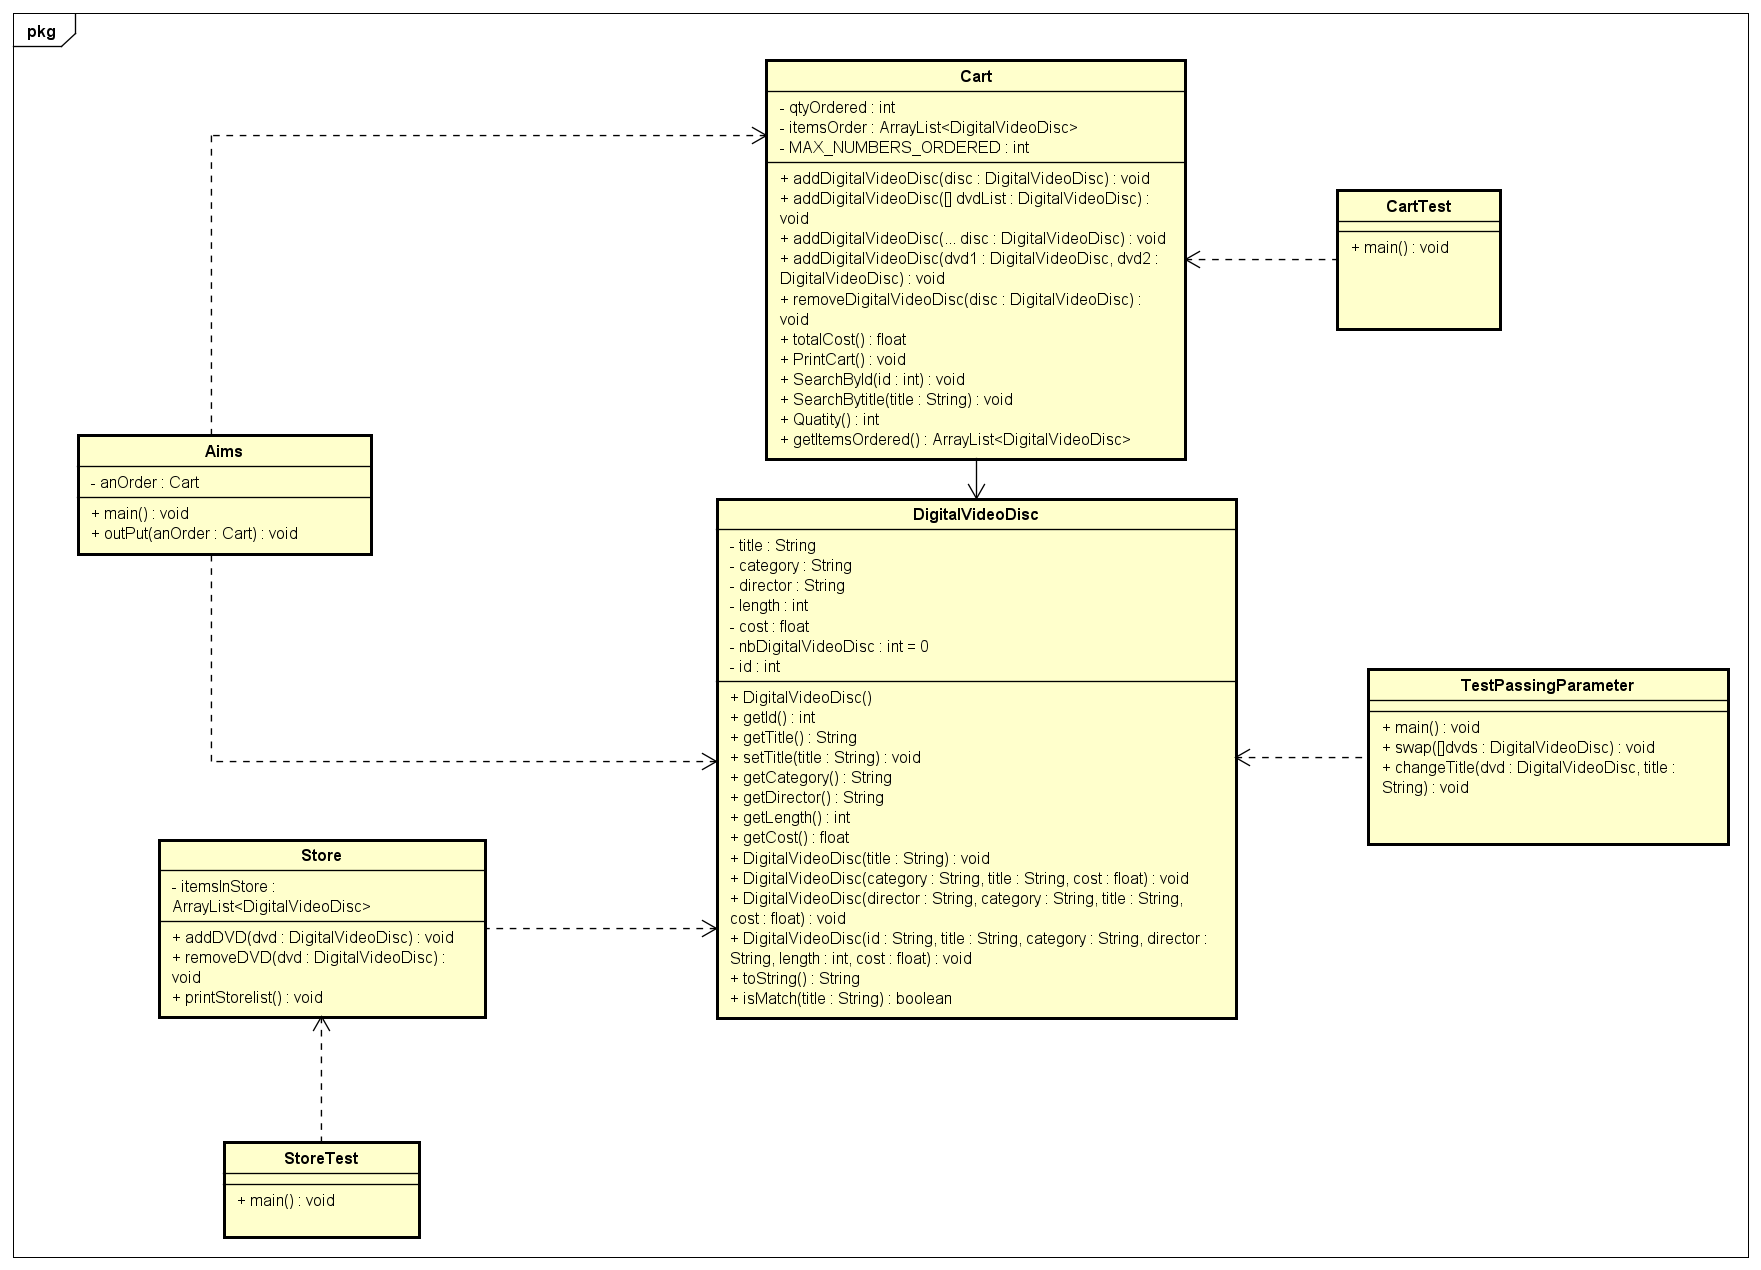 pkg
Cart
- qtyOrdered : int
- itemsOrder : ArrayList<DigitalVideoDisc>
- MAX_NUMBERS_ORDERED : int
+ addDigitalVideoDisc(disc : DigitalVideoDisc) : void
+ addDigitalVideoDisc([] dvdList : DigitalVideoDisc) :
void
+ addDigitalVideoDisc(... disc : DigitalVideoDisc) : void
+ addDigitalVideoDisc(dvd1 : DigitalVideoDisc, dvd2 :
DigitalVideoDisc) : void
+ removeDigitalVideoDisc(disc : DigitalVideoDisc) :
void
+ totalCost() : float
+ PrintCart() : void
+ SearchById(id : int) : void
+ SearchBytitle(title : String) : void
+ Quatity() : int
+ getItemsOrdered() : ArrayList<DigitalVideoDisc>
CartTest
+ main() : void
Aims
- anOrder : Cart
+ main() : void
+ outPut(anOrder : Cart) : void
DigitalVideoDisc
- title : String
- category : String
- director : String
- length : int
- cost : float
- nbDigitalVideoDisc : int = 0
- id : int
+ DigitalVideoDisc()
+ getId() : int
+ getTitle() : String
+ setTitle(title : String) : void
+ getCategory() : String
+ getDirector() : String
+ getLength() : int
+ getCost() : float
+ DigitalVideoDisc(title : String) : void
+ DigitalVideoDisc(category : String, title : String, cost : float) : void
+ DigitalVideoDisc(director : String, category : String, title : String,
cost : float) : void
+ DigitalVideoDisc(id : String, title : String, category : String, director :
String, length : int, cost : float) : void
+ toString() : String
+ isMatch(title : String) : boolean
TestPassingParameter
+ main() : void
+ swap([]dvds : DigitalVideoDisc) : void
+ changeTitle(dvd : DigitalVideoDisc, title :
String) : void
Store
- itemsInStore :
ArrayList<DigitalVideoDisc>
+ addDVD(dvd : DigitalVideoDisc) : void
+ removeDVD(dvd : DigitalVideoDisc) :
void
+ printStorelist() : void
StoreTest
+ main() : void